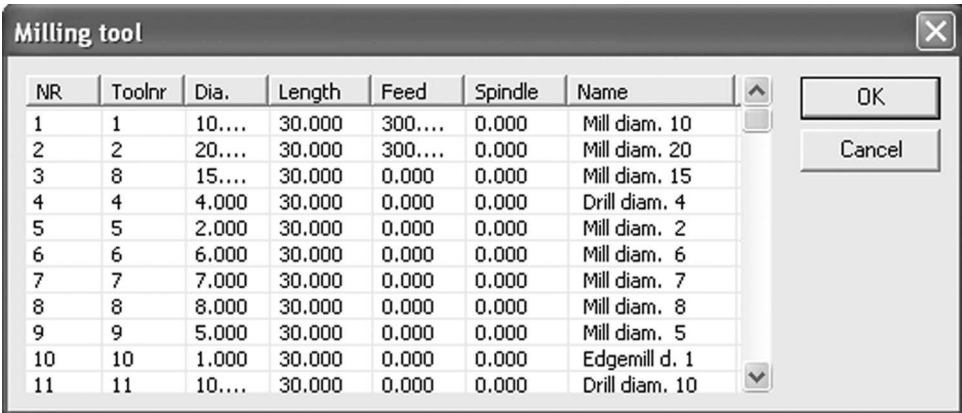 Milling tool
NR Toolnr Dia. Length Feed Spindle Name
OK
1 1 10.... 30.000 300.... 0.000 Mill diam. 10
2 2 20.... 30.000 300.... 0.000 Mill diam. 20
Cancel
3 8 15.... 30.000 0.000 0.000 Mill diam. 15
4 4 4.000 30.000 0.000 0.000 Drill diam. 4
5 5 2.000 30.000 0.000 0.000 Mill diam. 2
6 6 6.000 30.000 0.000 0.000 Mill diam. 6
7 7 7.000 30.000 0.000 0.000 Mill diam. 7
8 8 8.000 30.000 0.000 0.000 Mill diam. 8
9 9 5.000 30.000 0.000 0.000 Mill diam. 5
10 10 1.000 30.000 0.000 0.000 Edgemill d. 1
11 11 10.... 30.000 0.000 0.000 Drill diam. 10